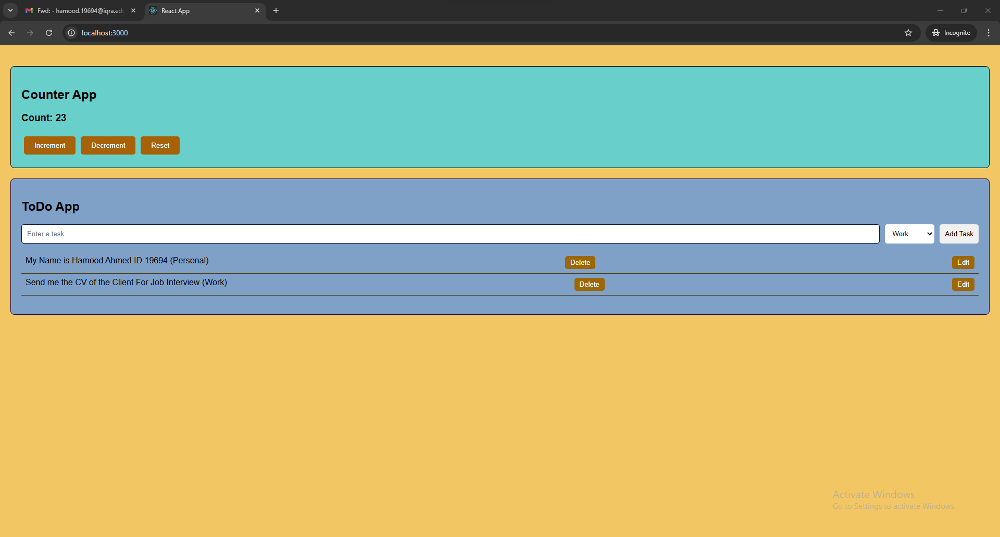 Fwd: - hamood.19694@iqra.edu
React App
localhost:3000
Incognito
Counter App
Count: 23
Increment Decrement Reset
ToDo App
Enter a task Work Add Task
My Name is Hamood Ahmed ID 19694 (Personal) Delete Edit
Send me the CV of the Client For Job Interview (Work) Delete Edit
Activate Windows
Go to Settings to activate Windows.